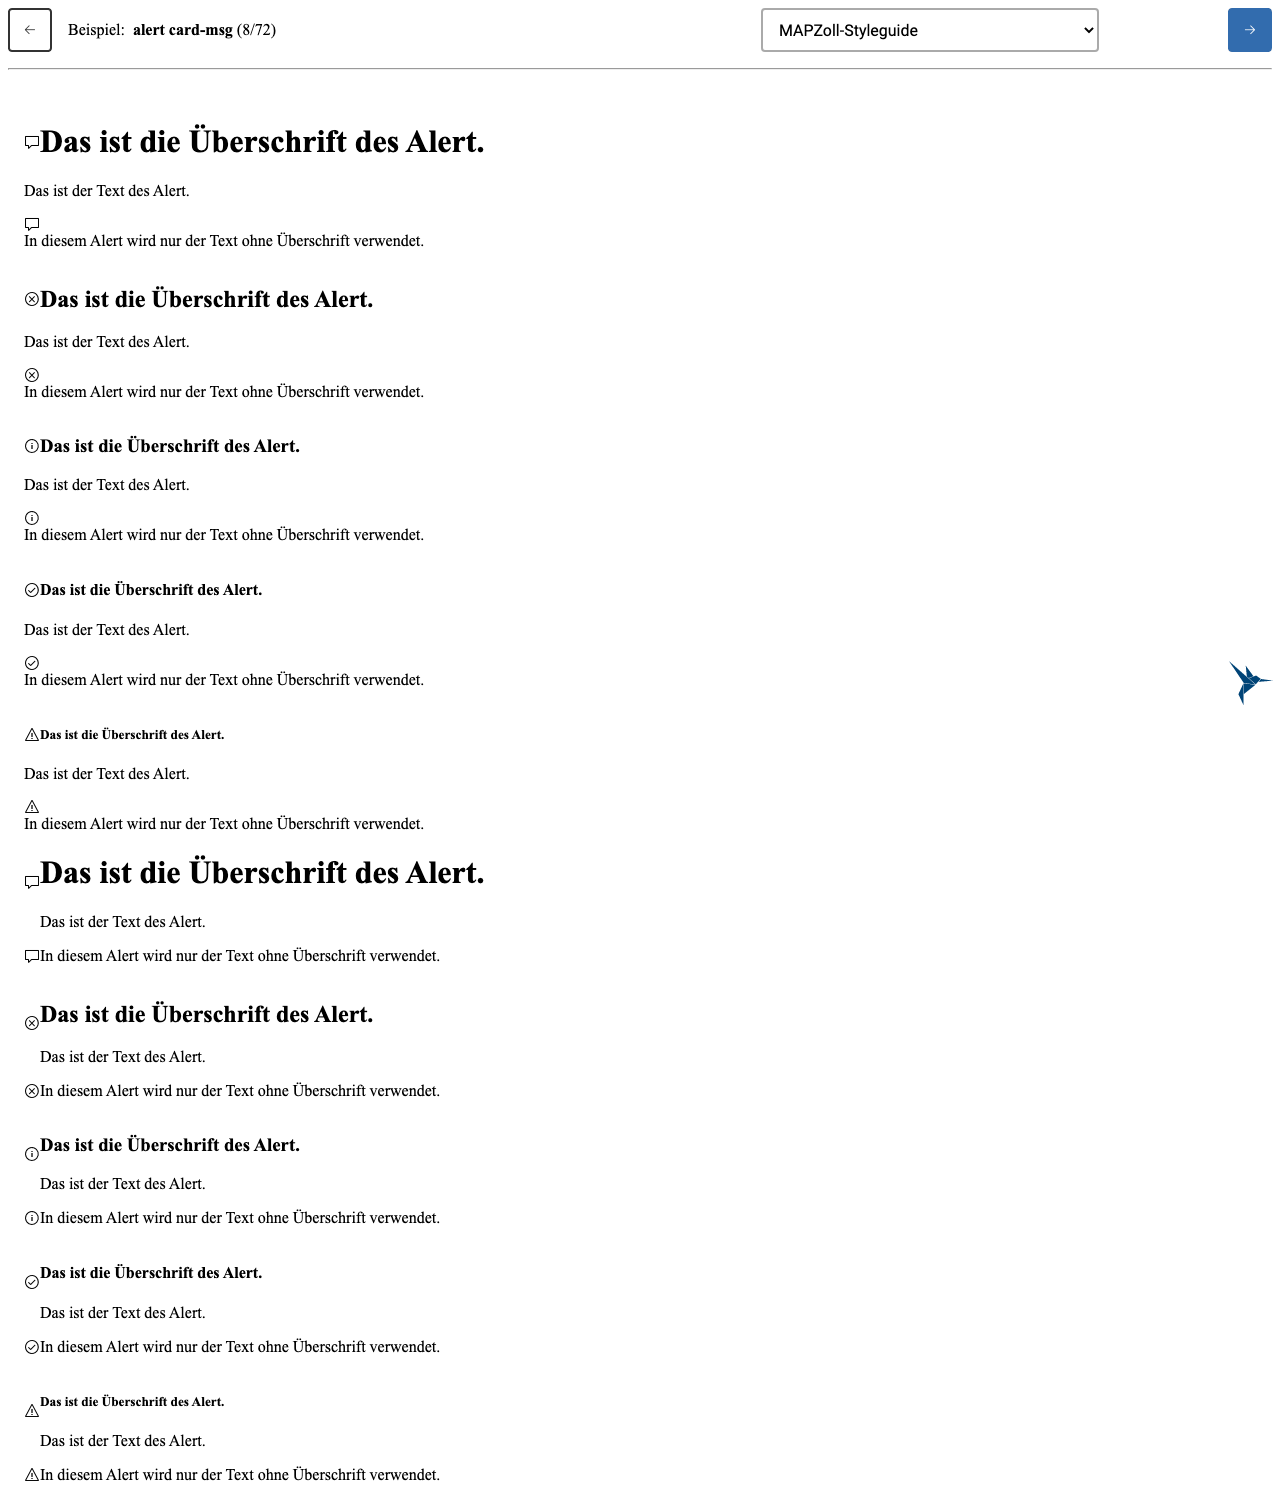 Beispiel: alert card-msg (8/72)
MAPZoll-Styleguide
Das ist die Überschrift des Alert.
Das ist der Text des Alert.
In diesem Alert wird nur der Text ohne Überschrift verwendet.
Das ist die Überschrift des Alert.
Das ist der Text des Alert.
In diesem Alert wird nur der Text ohne Überschrift verwendet.
Das ist die Überschrift des Alert.
Das ist der Text des Alert.
In diesem Alert wird nur der Text ohne Überschrift verwendet.
Das ist die Überschrift des Alert.
Das ist der Text des Alert.
In diesem Alert wird nur der Text ohne Überschrift verwendet.
Das ist die Überschrift des Alert.
Das ist der Text des Alert.
In diesem Alert wird nur der Text ohne Überschrift verwendet.
Das ist die Überschrift des Alert.
Das ist der Text des Alert.
In diesem Alert wird nur der Text ohne Überschrift verwendet.
Das ist die Überschrift des Alert.
Das ist der Text des Alert.
In diesem Alert wird nur der Text ohne Überschrift verwendet.
Das ist die Überschrift des Alert.
Das ist der Text des Alert.
In diesem Alert wird nur der Text ohne Überschrift verwendet.
Das ist die Überschrift des Alert.
Das ist der Text des Alert.
In diesem Alert wird nur der Text ohne Überschrift verwendet.
Das ist die Überschrift des Alert.
Das ist der Text des Alert.
In diesem Alert wird nur der Text ohne Überschrift verwendet.